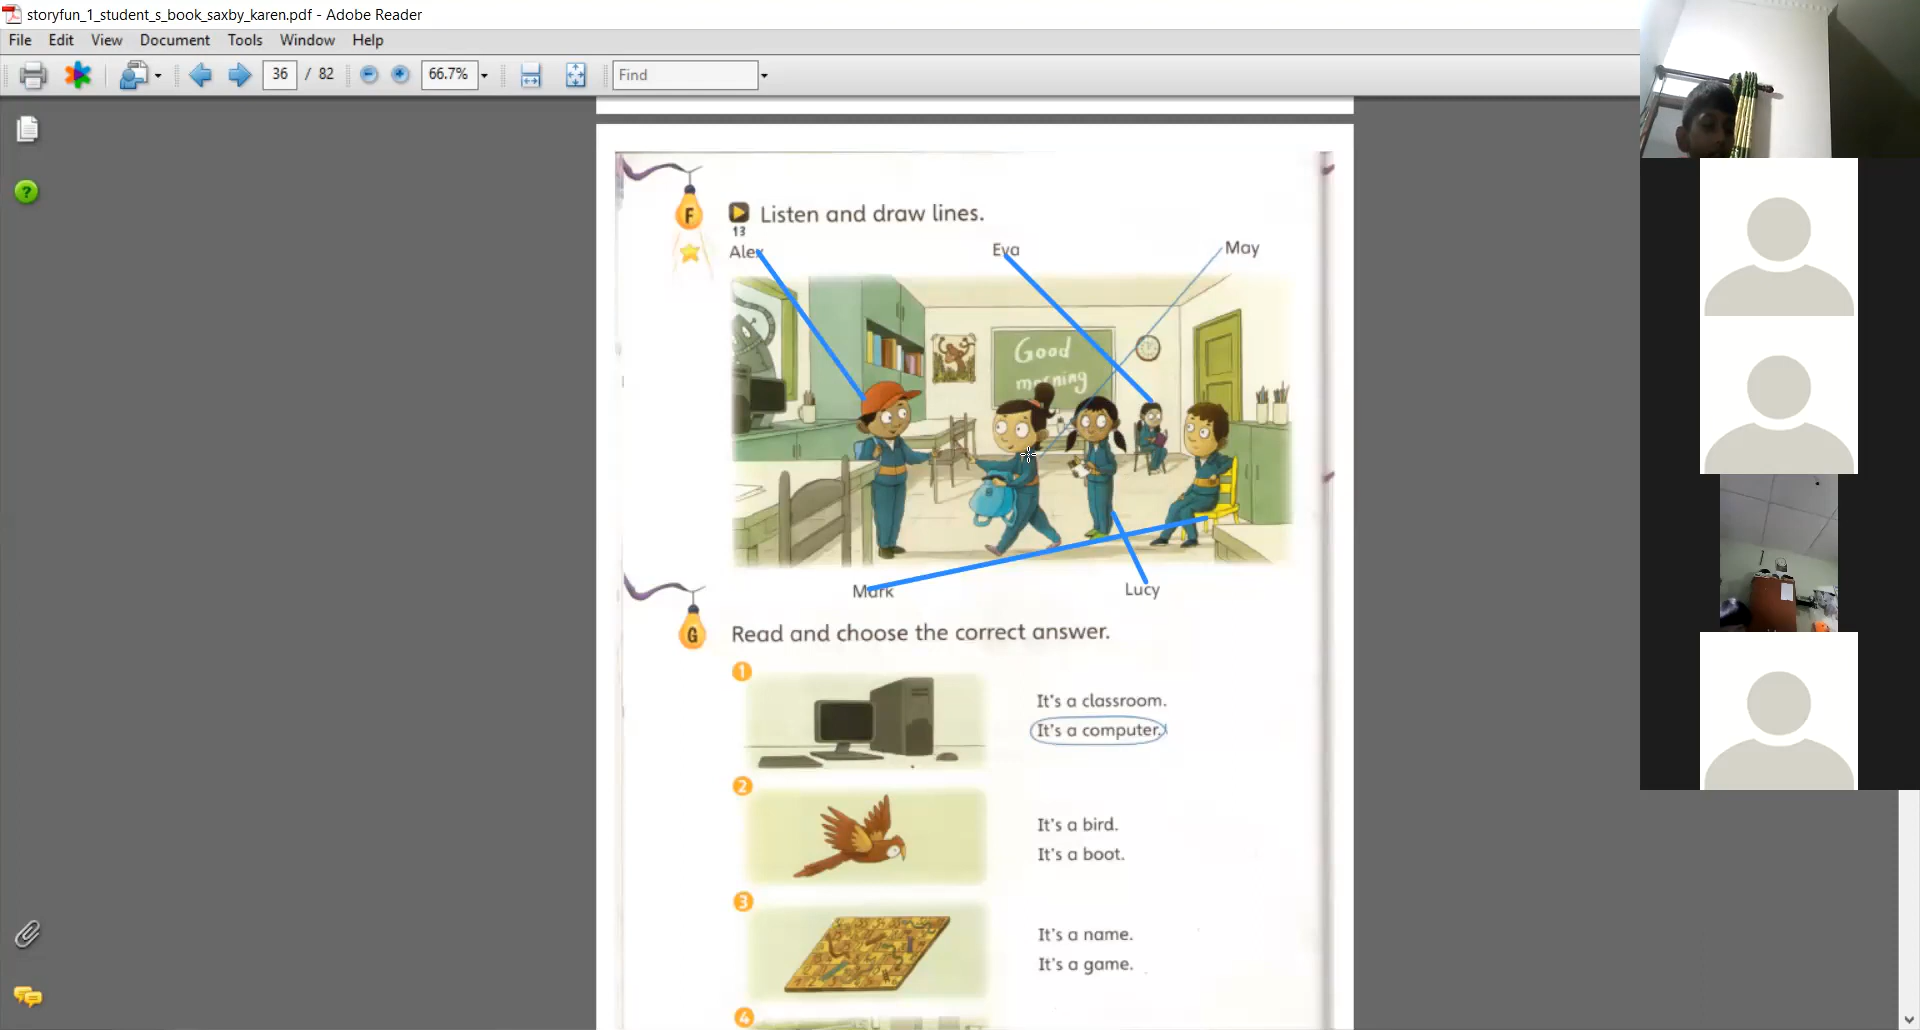 storyfun_1_student_s_book_saxby_karen.pdf - Adobe Reader
File Edit View Document Tools Window Help
36 / 82 66.7% Find
F Listen and draw lines.
13
Alex Eva May
Good
morning
Mark Lucy
G Read and choose the correct answer.
1
It's a classroom.
It's a computer.
2
It's a bird.
It's a boot.
3
It's a name.
It's a game.
4